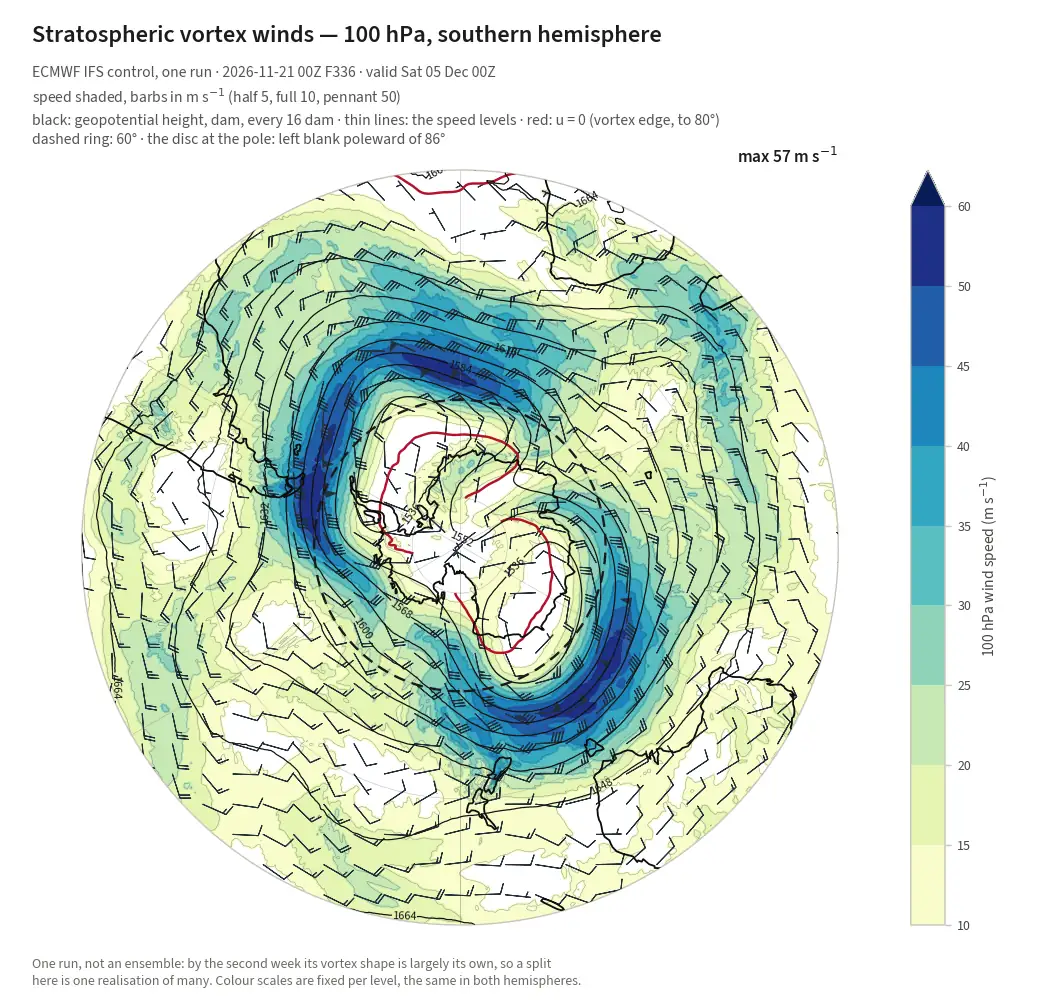 Stratospheric vortex winds — 100 hPa, southern hemisphere
ECMWF IFS control, one run · 2026-11-21 00Z F336 · valid Sat 05 Dec 00Z
speed shaded, barbs in m s⁻¹ (half 5, full 10, pennant 50)
black: geopotential height, dam, every 16 dam · thin lines: the speed levels · red: u = 0 (vortex edge, to 80°)
dashed ring: 60° · the disc at the pole: left blank poleward of 86°
max 57 m s⁻¹
60
50
45
40
35
30
25
20
15
10
100 hPa wind speed (m s⁻¹)
1664
1584
1632
1536
1568
1600
1664
1648
1664
One run, not an ensemble: by the second week its vortex shape is largely its own, so a split
here is one realisation of many. Colour scales are fixed per level, the same in both hemispheres.